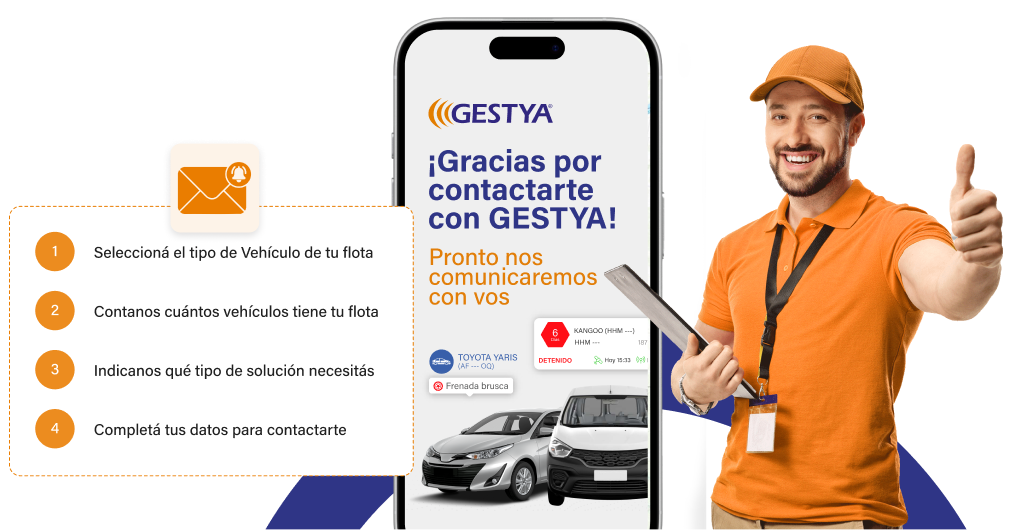 GESTYA®
¡Gracias por
contactarte
con GESTYA!
Pronto nos
comunicaremos
con vos
1 Seleccioná el tipo de Vehículo de tu flota
2 Contanos cuántos vehículos tiene tu flota
3 Indicanos qué tipo de solución necesitás
4 Completá tus datos para contactarte
6 KANGOO (HHM ---)
Días HHM --- 187
DETENIDO Hoy 15:33
TOYOTA YARIS
(AF --- OQ)
Frenada brusca